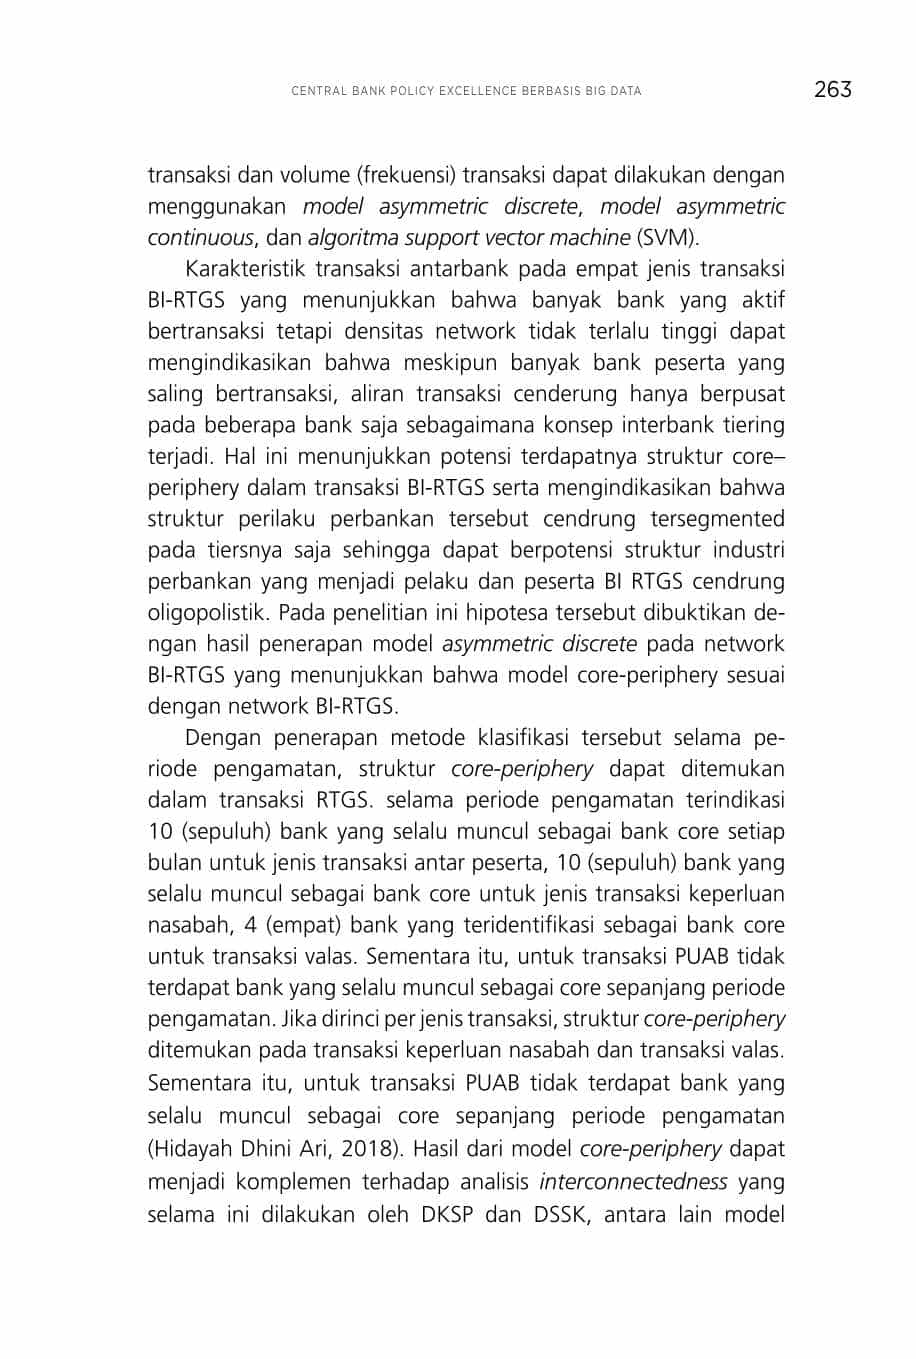 CENTRAL BANK POLICY EXCELLENCE BERBASIS BIG DATA 263
transaksi dan volume (frekuensi) transaksi dapat dilakukan dengan
menggunakan model asymmetric discrete, model asymmetric
continuous, dan algoritma support vector machine (SVM).
Karakteristik transaksi antarbank pada empat jenis transaksi
BI-RTGS yang menunjukkan bahwa banyak bank yang aktif
bertransaksi tetapi densitas network tidak terlalu tinggi dapat
mengindikasikan bahwa meskipun banyak bank peserta yang
saling bertransaksi, aliran transaksi cenderung hanya berpusat
pada beberapa bank saja sebagaimana konsep interbank tiering
terjadi. Hal ini menunjukkan potensi terdapatnya struktur core–
periphery dalam transaksi BI-RTGS serta mengindikasikan bahwa
struktur perilaku perbankan tersebut cendrung tersegmented
pada tiersnya saja sehingga dapat berpotensi struktur industri
perbankan yang menjadi pelaku dan peserta BI RTGS cendrung
oligopolistik. Pada penelitian ini hipotesa tersebut dibuktikan de-
ngan hasil penerapan model asymmetric discrete pada network
BI-RTGS yang menunjukkan bahwa model core-periphery sesuai
dengan network BI-RTGS.
Dengan penerapan metode klasifikasi tersebut selama pe-
riode pengamatan, struktur core-periphery dapat ditemukan
dalam transaksi RTGS. selama periode pengamatan terindikasi
10 (sepuluh) bank yang selalu muncul sebagai bank core setiap
bulan untuk jenis transaksi antar peserta, 10 (sepuluh) bank yang
selalu muncul sebagai bank core untuk jenis transaksi keperluan
nasabah, 4 (empat) bank yang teridentifikasi sebagai bank core
untuk transaksi valas. Sementara itu, untuk transaksi PUAB tidak
terdapat bank yang selalu muncul sebagai core sepanjang periode
pengamatan. Jika dirinci per jenis transaksi, struktur core-periphery
ditemukan pada transaksi keperluan nasabah dan transaksi valas.
Sementara itu, untuk transaksi PUAB tidak terdapat bank yang
selalu muncul sebagai core sepanjang periode pengamatan
(Hidayah Dhini Ari, 2018). Hasil dari model core-periphery dapat
menjadi komplemen terhadap analisis interconnectedness yang
selama ini dilakukan oleh DKSP dan DSSK, antara lain model